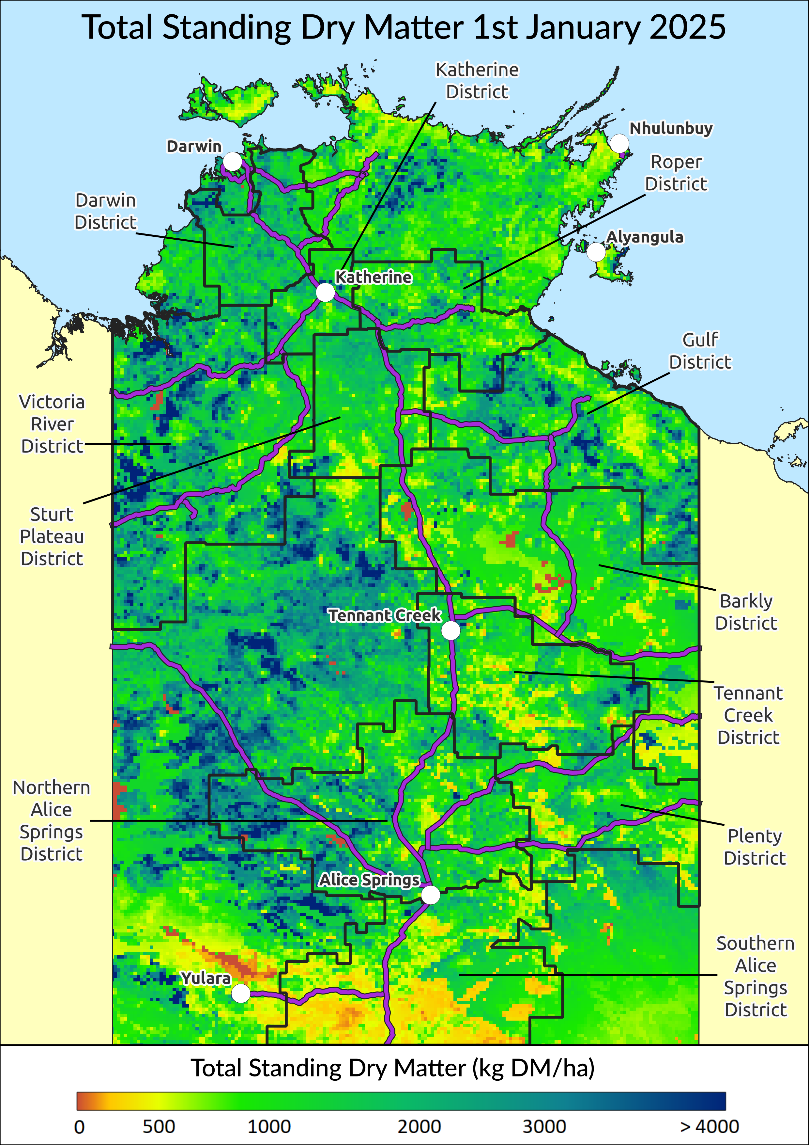 Total Standing Dry Matter 1st January 2025
Katherine
District
Nhulunbuy
Darwin
Roper
District
Darwin
District
Alyangula
Katherine
Gulf
District
Victoria
River
District
Sturt
Plateau
District
Barkly
District
Tennant Creek
Tennant
Creek
District
Northern
Alice
Springs
District
Plenty
District
Alice Springs
Southern
Alice
Springs
District
Yulara
Total Standing Dry Matter (kg DM/ha)
0 500 1000 2000 3000 > 4000